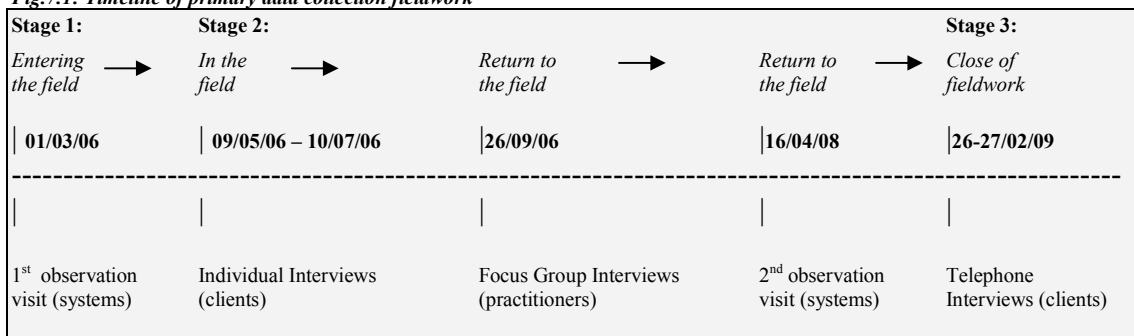 Fig.7.1: Timeline of primary data collection fieldwork
Stage 1: Stage 2: Stage 3:
Entering In the Return to Return to Close of
the field field the field the field fieldwork
01/03/06 09/05/06 – 10/07/06 26/09/06 16/04/08 26-27/02/09
1st observation Individual Interviews Focus Group Interviews 2nd observation Telephone
visit (systems) (clients) (practitioners) visit (systems) Interviews (clients)